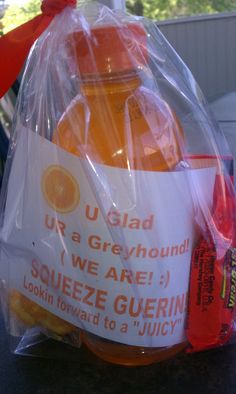 U Glad
UR a Greyhound!
( WE ARE! :)
SQUEEZE GUERIN
Lookin forward to a "JUICY"